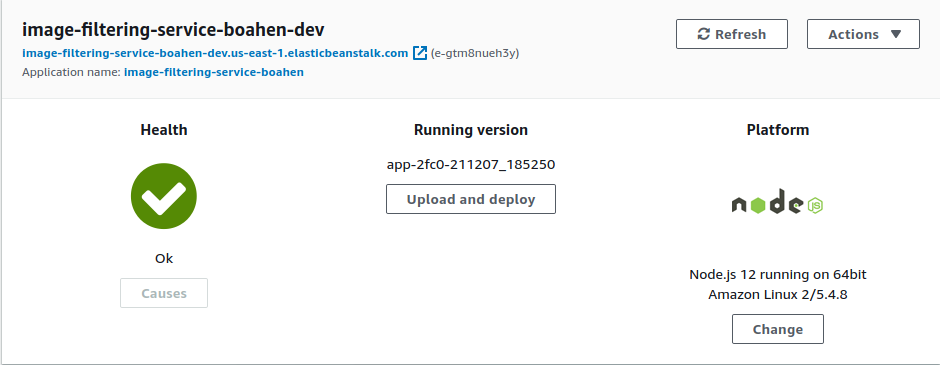 image-filtering-service-boahen-dev
Refresh
Actions
image-filtering-service-boahen-dev.us-east-1.elasticbeanstalk.com (e-gtm8nueh3y)
Application name: image-filtering-service-boahen
Health
Running version
Platform
app-2fc0-211207_185250
Upload and deploy
node
JS
Ok
Causes
Node.js 12 running on 64bit
Amazon Linux 2/5.4.8
Change